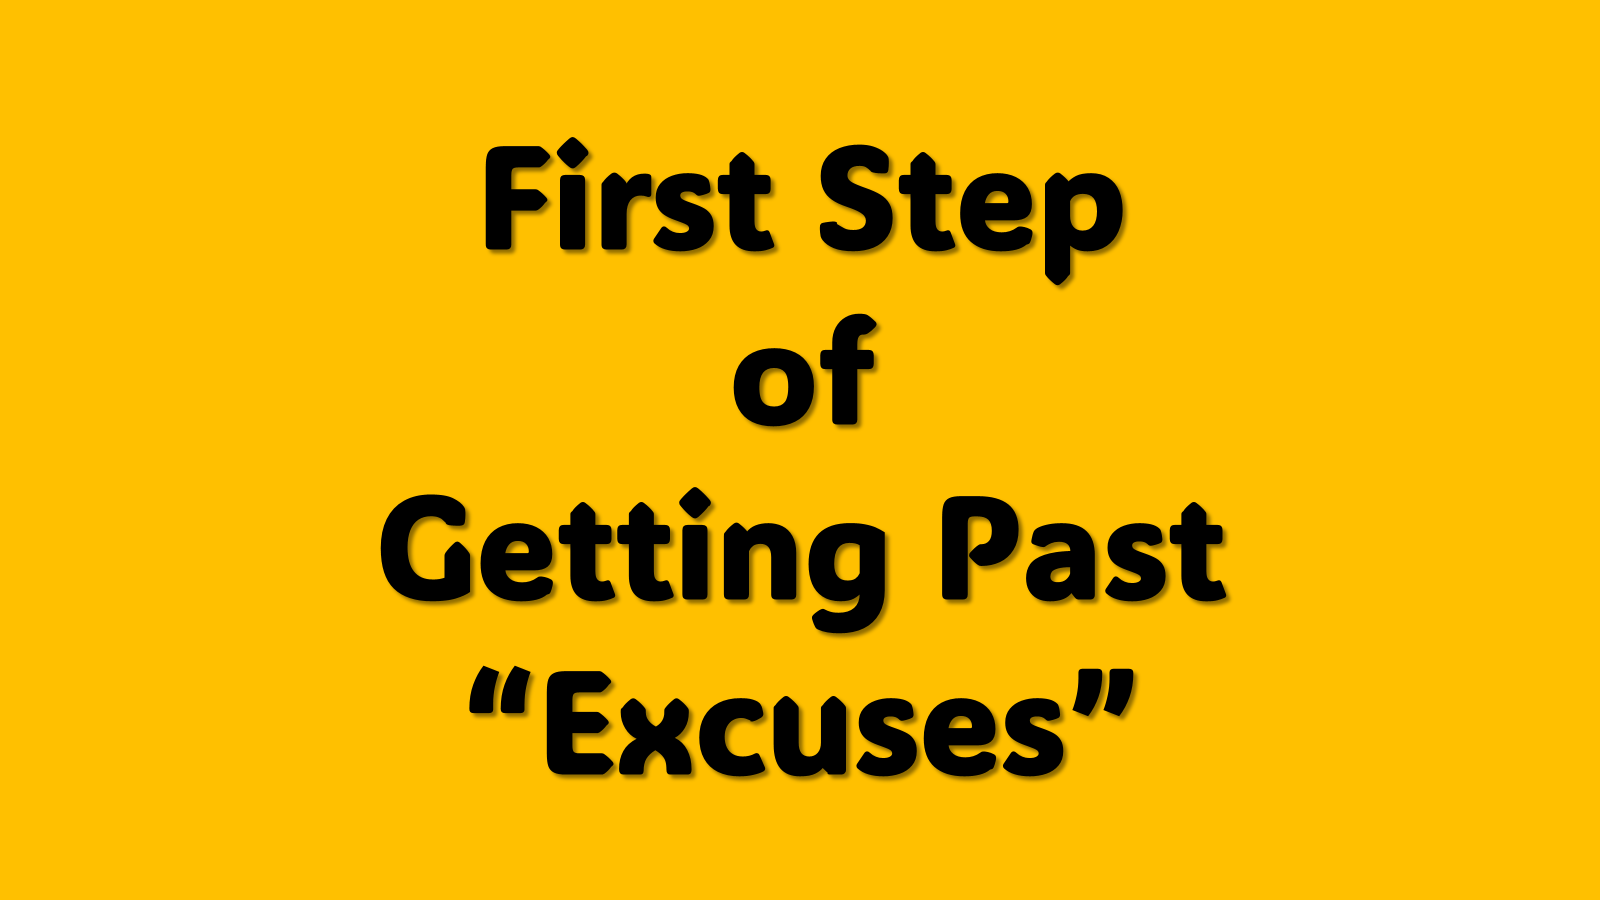 First Step
of
Getting Past
“Excuses”